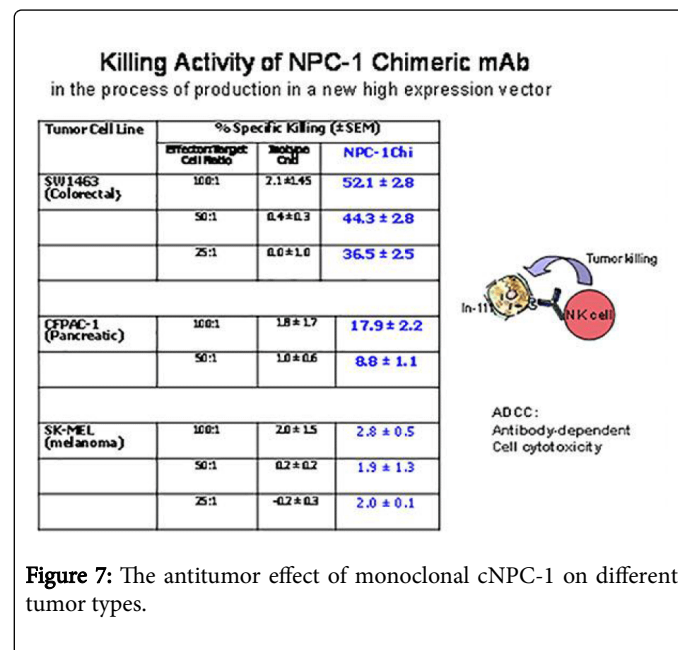 Killing Activity of NPC-1 Chimeric mAb
in the process of production in a new high expression vector
Tumor Cell Line % Specific Killing (±SEM)
Effector:Target Cell Ratio Isotype Cntl NPC-1Chi
SW1463 (Colorectal) 100:1 2.1 ±1.45 52.1 ± 2.8
50:1 0.4±0.3 44.3 ± 2.8
25:1 0.0±1.0 36.5 ± 2.5
CFPAC-1 (Pancreatic) 100:1 1.8 ± 1.7 17.9 ± 2.2
50:1 1.0 ± 0.6 8.8 ± 1.1
SK-MEL (melanoma) 100:1 2.0 ± 1.5 2.8 ± 0.5
50:1 0.2 ± 0.2 1.9 ± 1.3
25:1 -0.2 ± 0.3 2.0 ± 0.1
Tumor killing
In-111
NK cell
ADCC:
Antibody-dependent
Cell cytotoxicity
Figure 7: The antitumor effect of monoclonal cNPC-1 on different
tumor types.